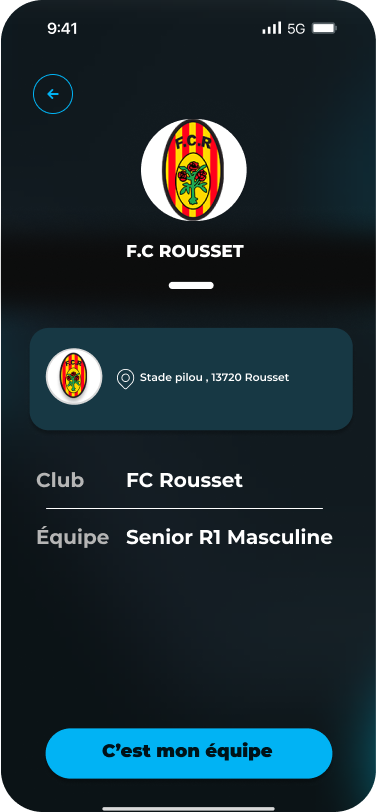 9:41
5G
F.C.R
F.C ROUSSET
F.C.R
Stade pilou , 13720 Rousset
Club FC Rousset
Équipe Senior R1 Masculine
C’est mon équipe